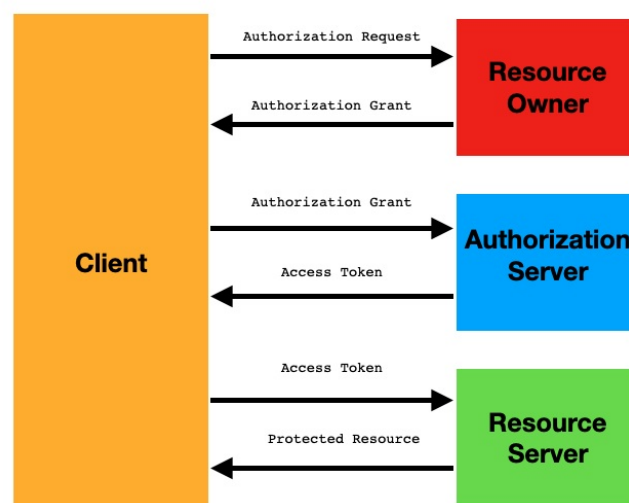 Authorization Request
Resource
Owner
Authorization Grant
Authorization Grant
Client
Authorization
Server
Access Token
Access Token
Resource
Server
Protected Resource